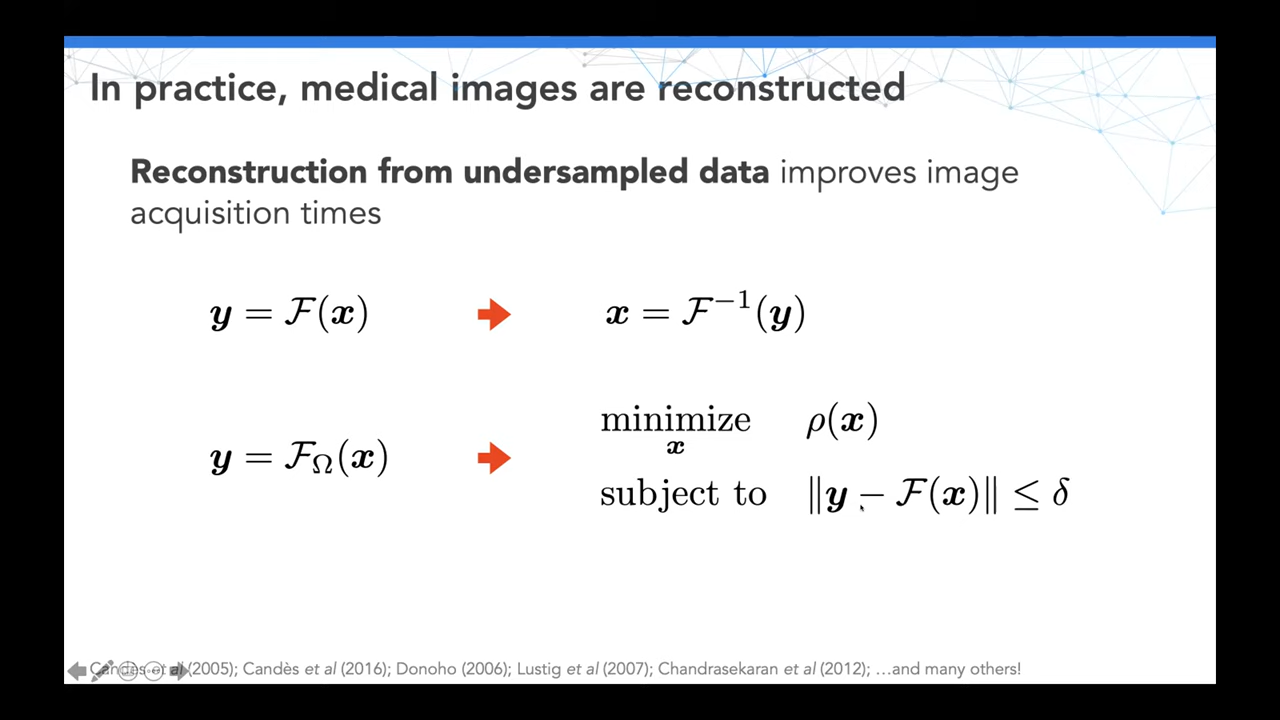 In practice, medical images are reconstructed
Reconstruction from undersampled data improves image
acquisition times
y = F(x) x = F⁻¹(y)
minimize ρ(x)
x
y = F_Ω(x)
subject to ‖y − F(x)‖ ≤ δ
Candès et al (2005); Candès et al (2016); Donoho (2006); Lustig et al (2007); Chandrasekaran et al (2012); …and many others!